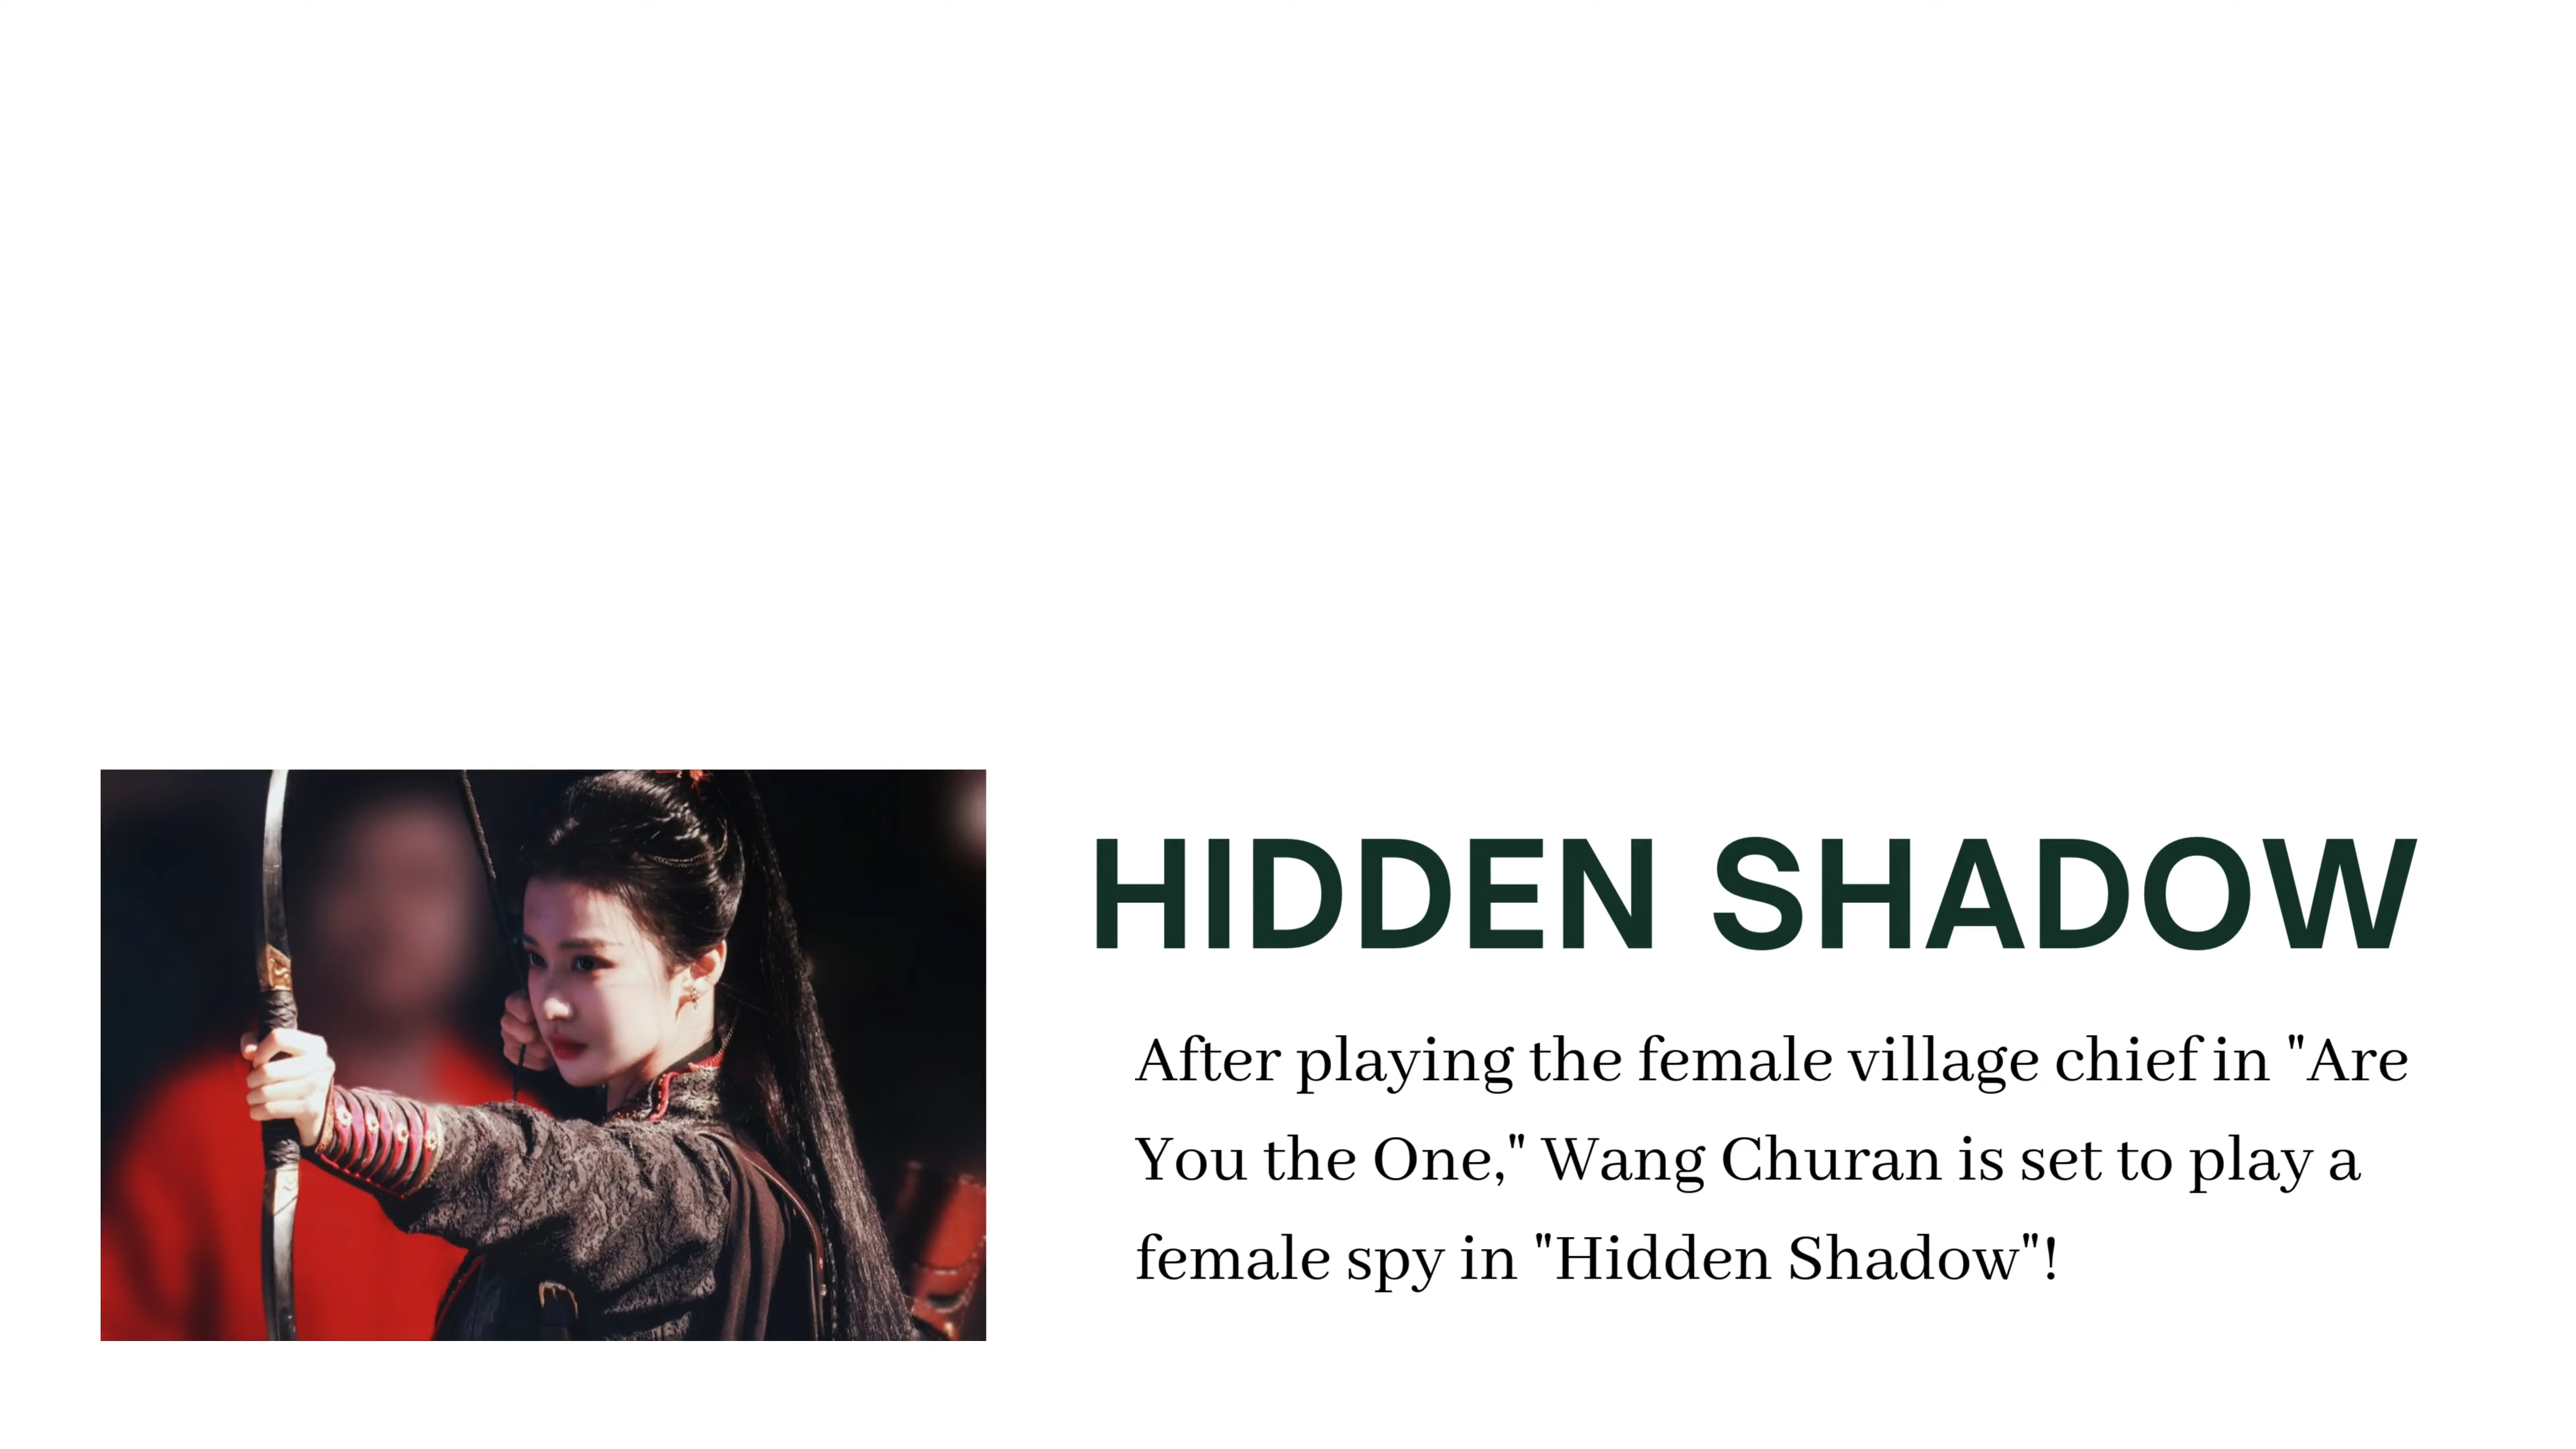 HIDDEN SHADOW
After playing the female village chief in "Are
You the One," Wang Churan is set to play a
female spy in "Hidden Shadow"!